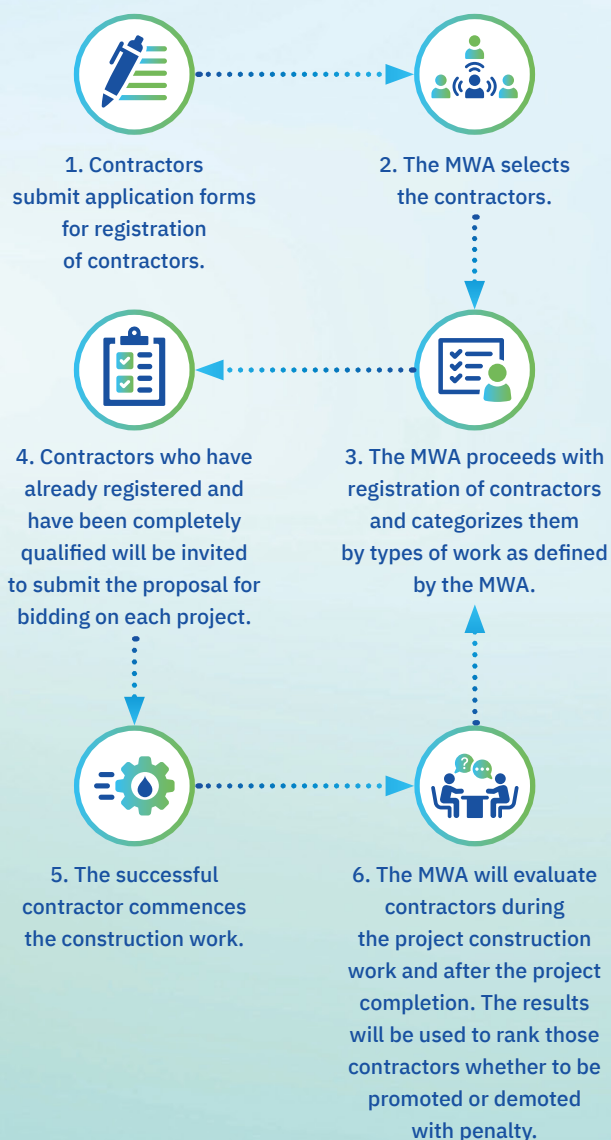 1. Contractors
submit application forms
for registration
of contractors.
2. The MWA selects
the contractors.
3. The MWA proceeds with
registration of contractors
and categorizes them
by types of work as defined
by the MWA.
4. Contractors who have
already registered and
have been completely
qualified will be invited
to submit the proposal for
bidding on each project.
5. The successful
contractor commences
the construction work.
6. The MWA will evaluate
contractors during
the project construction
work and after the project
completion. The results
will be used to rank those
contractors whether to be
promoted or demoted
with penalty.